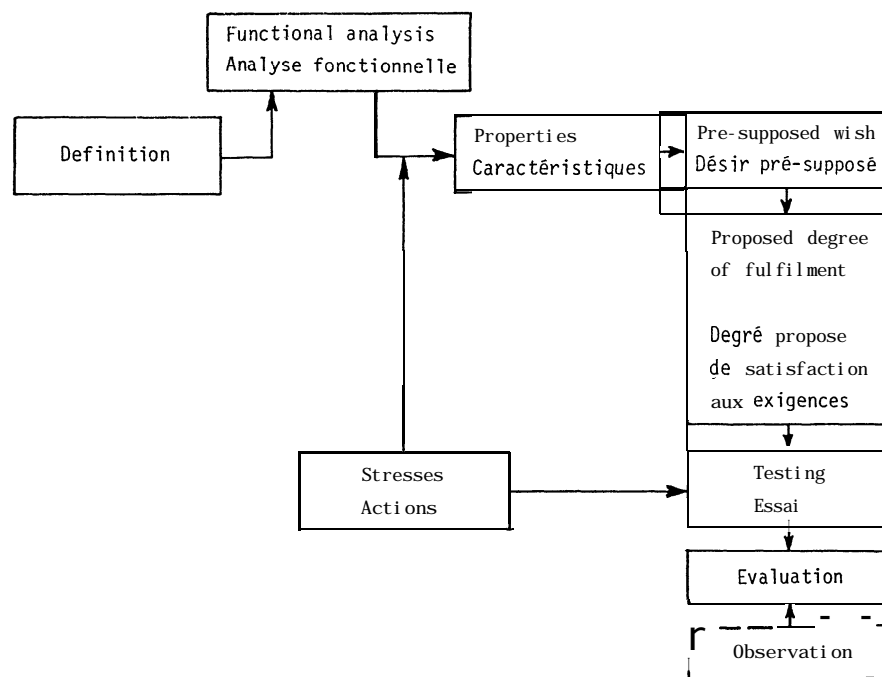 Functional analysis
Analyse fonctionnelle
Definition
Properties
Caractéristiques
Pre-supposed wish
Désir pré-supposé
Proposed degree
of fulfilment
Degré propose
de satisfaction
aux exigences
Stresses
Actions
Testing
Essai
Evaluation
Observation